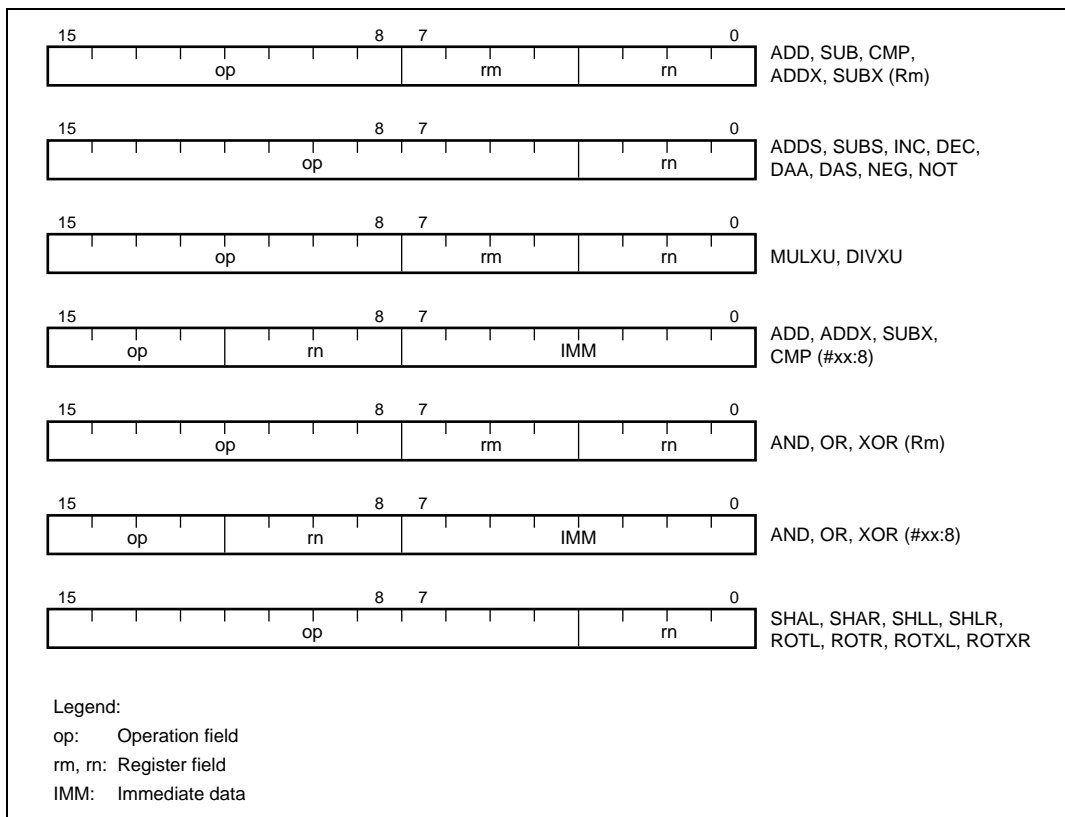 15 8 7 0
op rm rn
ADD, SUB, CMP,
ADDX, SUBX (Rm)
15 8 7 0
op rn
ADDS, SUBS, INC, DEC,
DAA, DAS, NEG, NOT
15 8 7 0
op rm rn
MULXU, DIVXU
15 8 7 0
op rn IMM
ADD, ADDX, SUBX,
CMP (#xx:8)
15 8 7 0
op rm rn
AND, OR, XOR (Rm)
15 8 7 0
op rn IMM
AND, OR, XOR (#xx:8)
15 8 7 0
op rn
SHAL, SHAR, SHLL, SHLR,
ROTL, ROTR, ROTXL, ROTXR
Legend:
op: Operation field
rm, rn: Register field
IMM: Immediate data